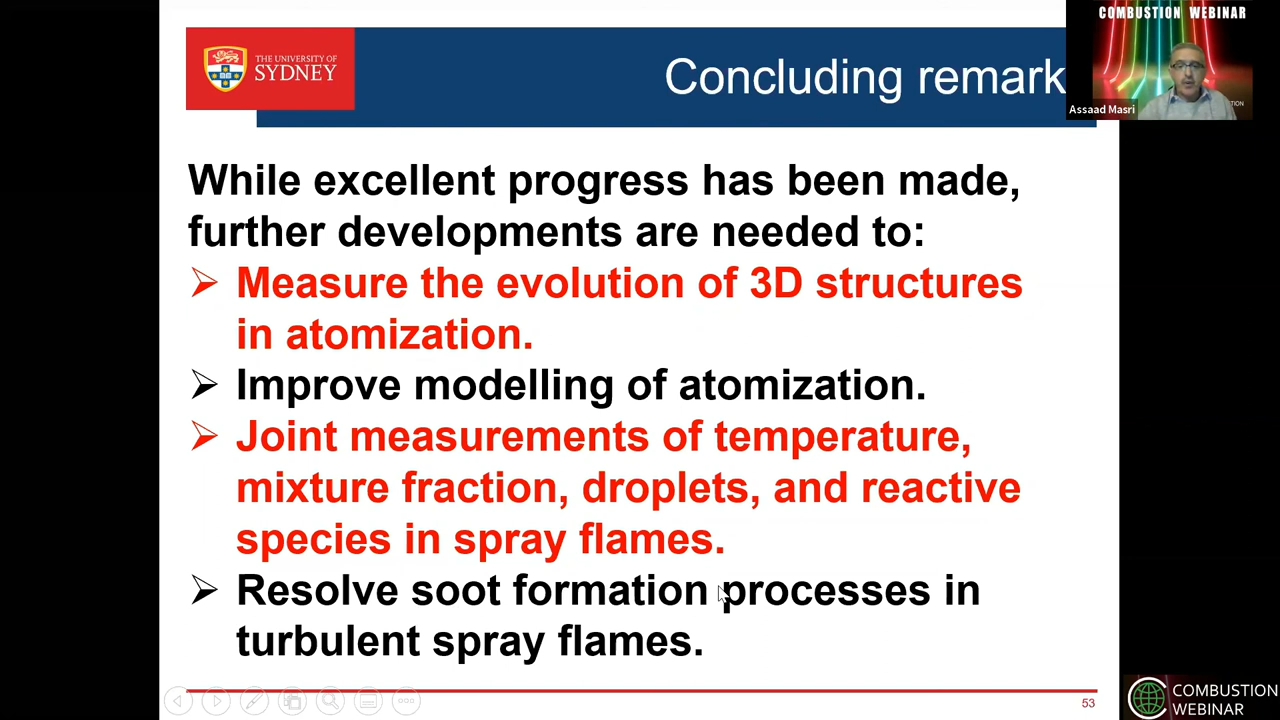 COMBUSTION WEBINAR
THE UNIVERSITY OF
SYDNEY
Concluding remark
Assaad Masri
While excellent progress has been made,
further developments are needed to:
➢ Measure the evolution of 3D structures
in atomization.
➢ Improve modelling of atomization.
➢ Joint measurements of temperature,
mixture fraction, droplets, and reactive
species in spray flames.
➢ Resolve soot formation processes in
turbulent spray flames.
53
COMBUSTION
WEBINAR